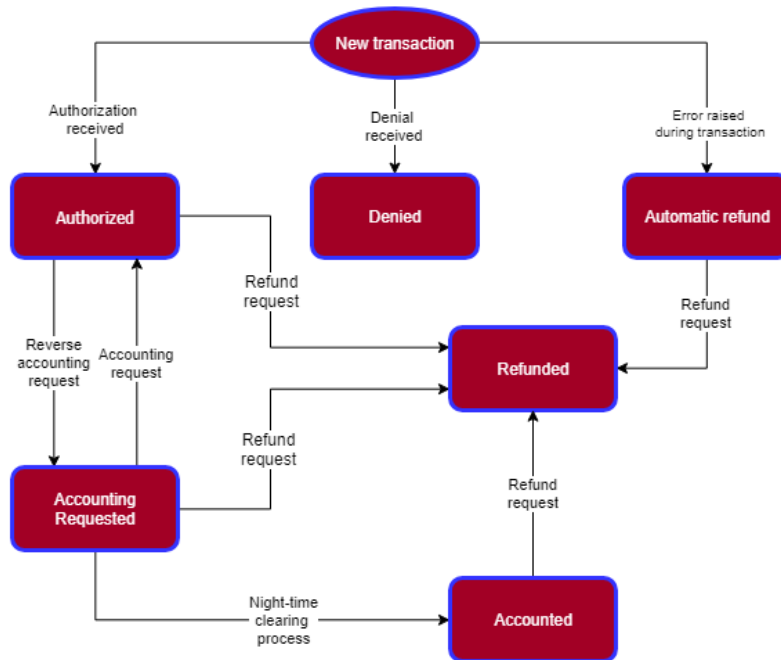 New transaction
Authorization
received
Denial
received
Error raised
during transaction
Authorized
Denied
Automatic refund
Refund
request
Refund
request
Reverse
accounting
request
Accounting
request
Refunded
Refund
request
Accounting
Requested
Refund
request
Night-time
clearing
process
Accounted